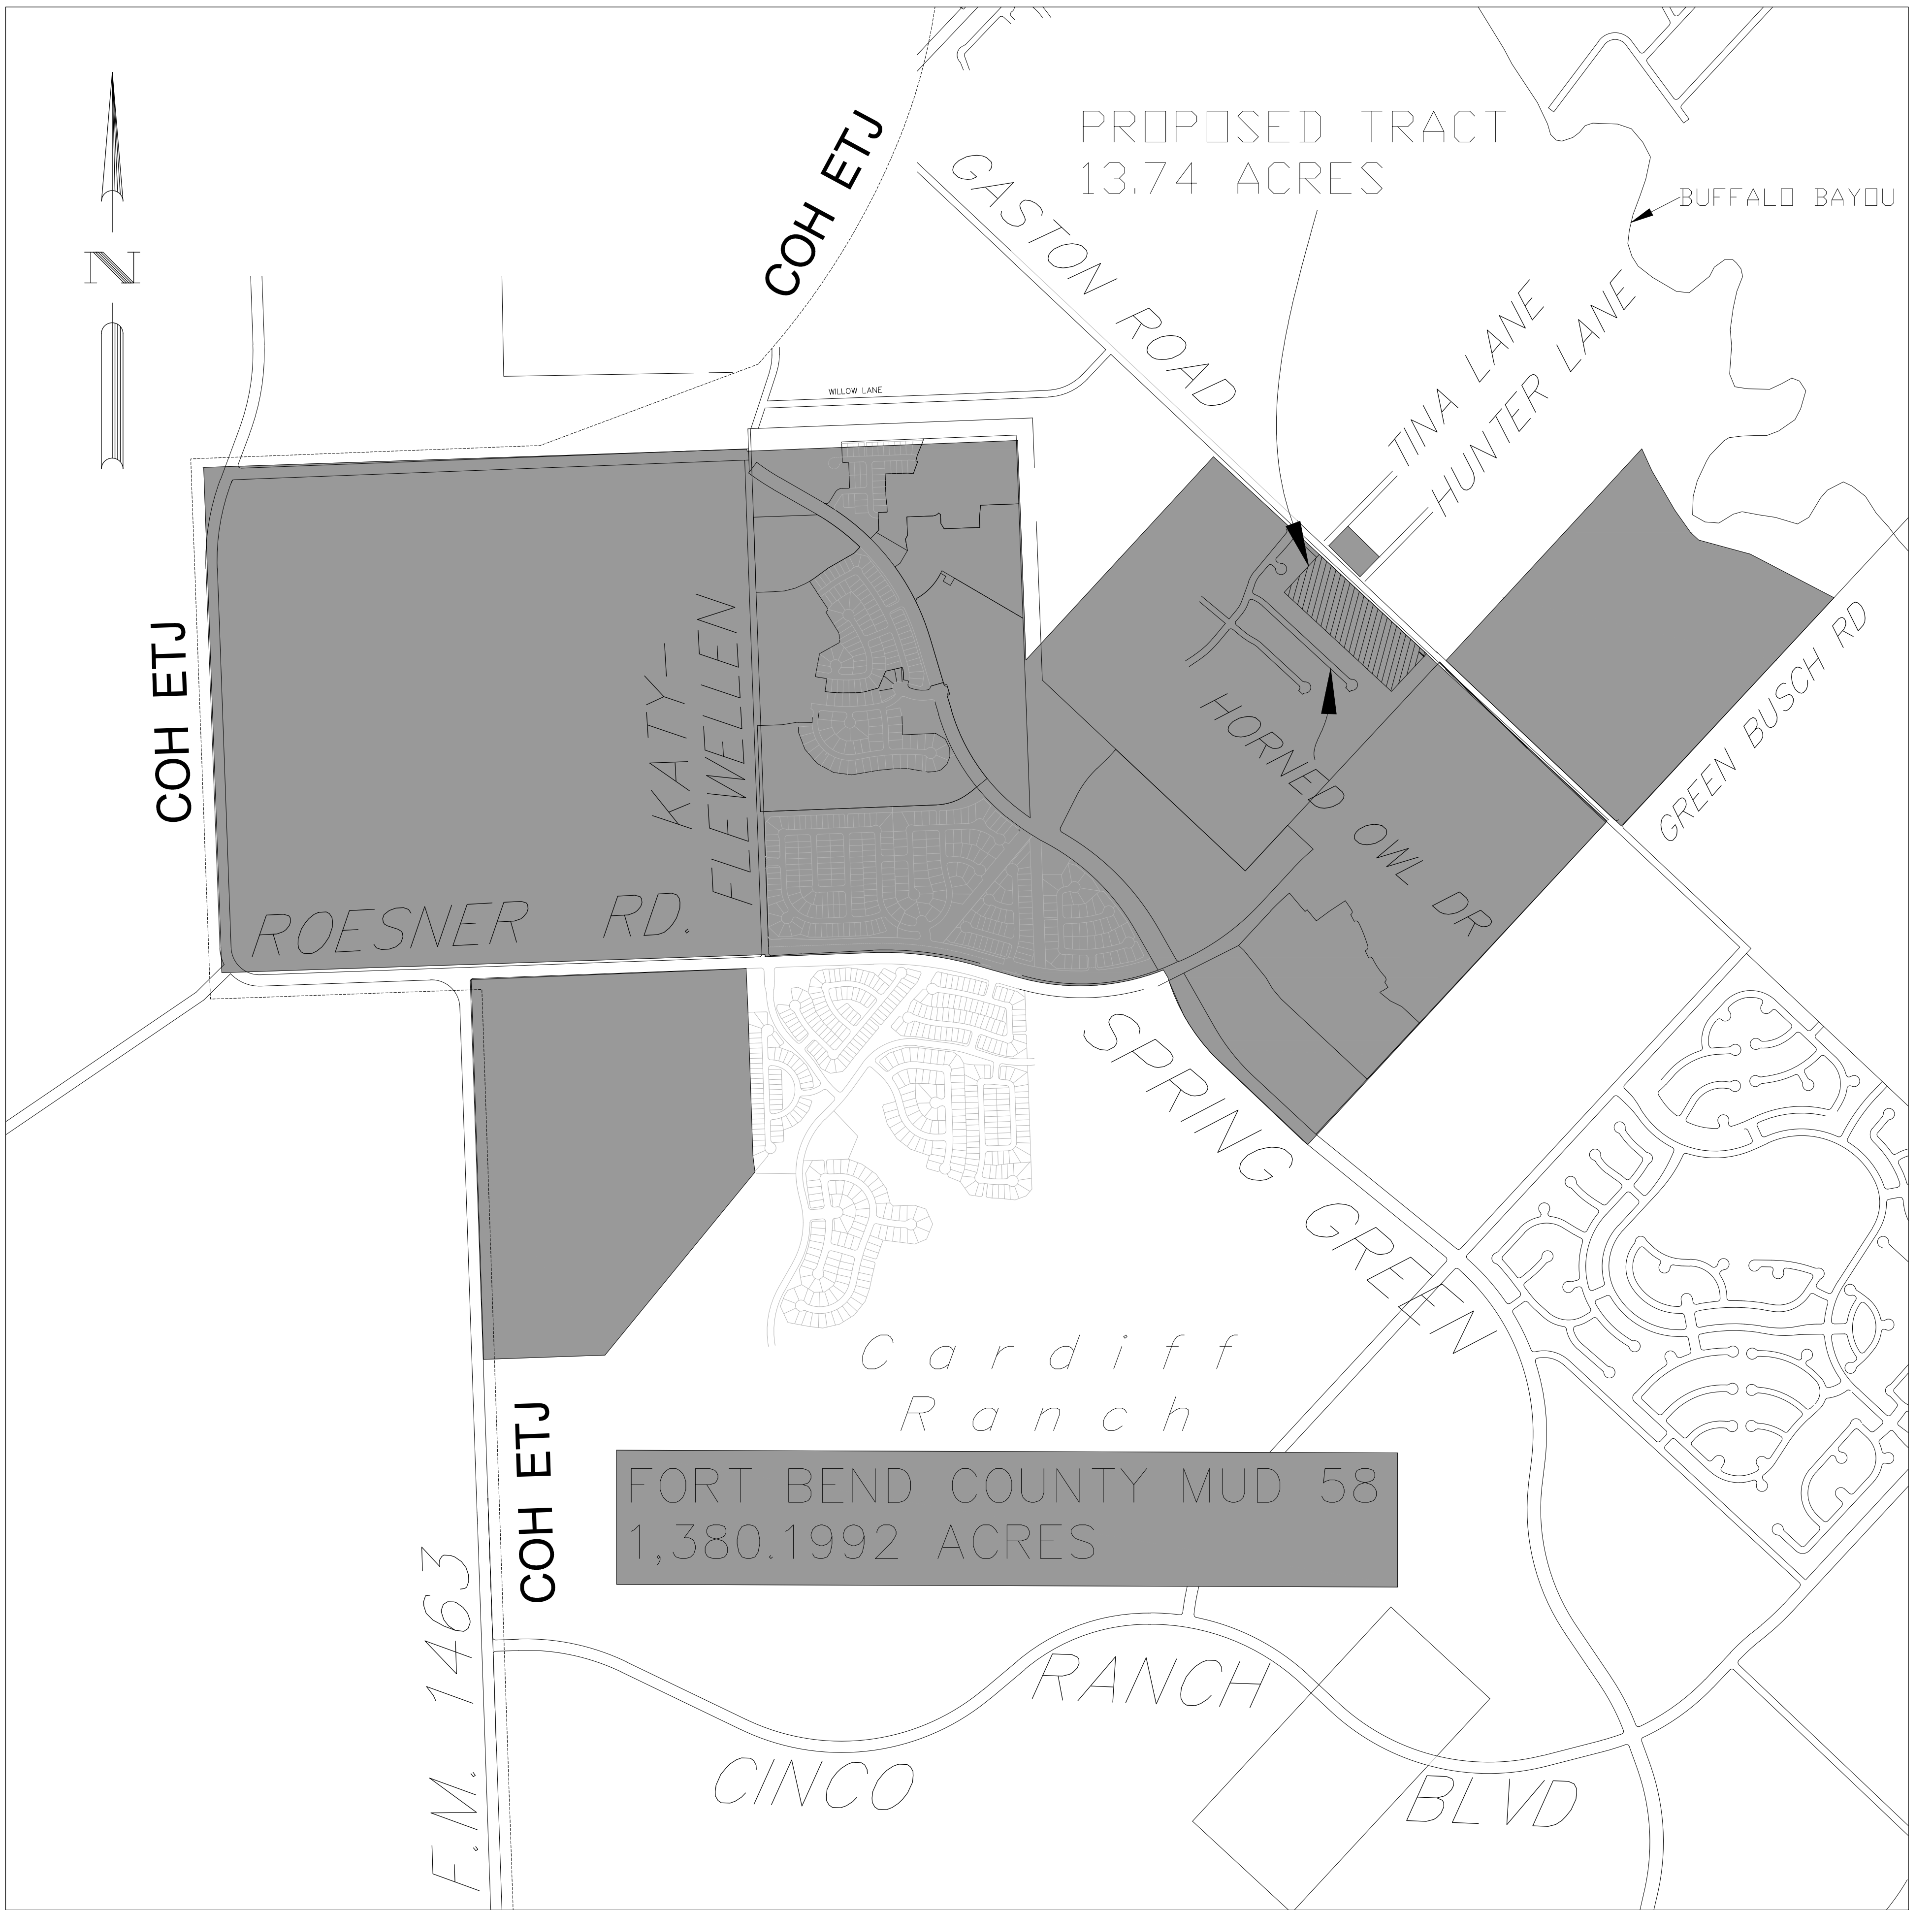 PROPOSED TRACT
13.74 ACRES
COH ETJ
GASTON ROAD
BUFFALO BAYOU
N
TINA LANE
HUNTER LANE
WILLOW LANE
COH ETJ
KATY-
FLEWELLEN
HORNED OWL DR
GREEN BUSCH RD
ROESNER RD.
SPRING GREEN
Cardiff
Ranch
COH ETJ
FORT BEND COUNTY MUD 58
1,380.1992 ACRES
F.M. 1463
CINCO
RANCH
BLVD